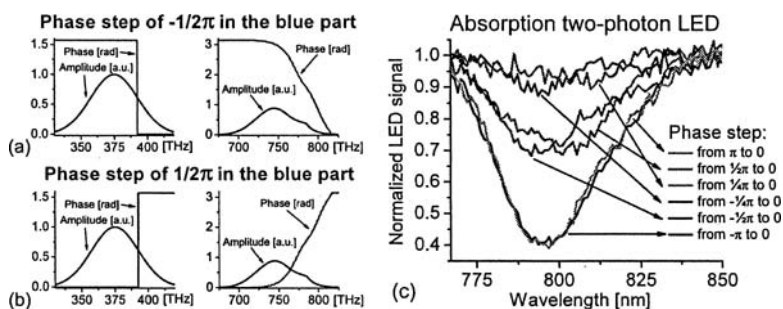 Phase step of -1/2π in the blue part
1.5
1.0
0.5
0.0
Phase [rad]
Amplitude [a.u.]
350 375 400 [THz]
3
2
1
0
Phase [rad]
Amplitude [a.u.]
700 750 800 [THz]
(a)
Phase step of 1/2π in the blue part
1.5
1.0
0.5
0.0
Phase [rad]
Amplitude [a.u.]
350 375 400 [THz]
3
2
1
0
Phase [rad]
Amplitude [a.u.]
700 750 800 [THz]
(b)
Absorption two-photon LED
Normalized LED signal
1.0
0.9
0.8
0.7
0.6
0.5
0.4
Phase step:
from π to 0
from ½π to 0
from ¼π to 0
from -¼π to 0
from -½π to 0
from -π to 0
775 800 825 850
Wavelength [nm]
(c)